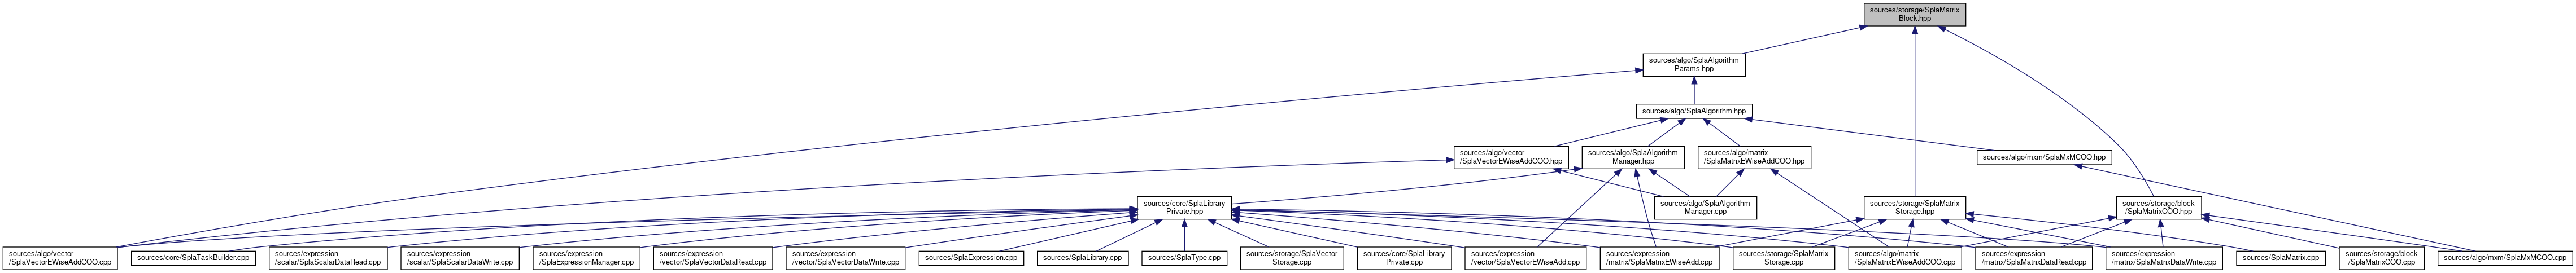 sources/storage/SplaMatrix
Block.hpp
sources/algo/SplaAlgorithm
Params.hpp
sources/algo/SplaAlgorithm.hpp
sources/algo/vector
/SplaVectorEWiseAddCOO.hpp
sources/algo/SplaAlgorithm
Manager.hpp
sources/algo/matrix
/SplaMatrixEWiseAddCOO.hpp
sources/algo/mxm/SplaMxMCOO.hpp
sources/core/SplaLibrary
Private.hpp
sources/algo/SplaAlgorithm
Manager.cpp
sources/storage/SplaMatrix
Storage.hpp
sources/storage/block
/SplaMatrixCOO.hpp
sources/algo/vector
/SplaVectorEWiseAddCOO.cpp
sources/core/SplaTaskBuilder.cpp
sources/expression
/scalar/SplaScalarDataRead.cpp
sources/expression
/scalar/SplaScalarDataWrite.cpp
sources/expression
/SplaExpressionManager.cpp
sources/expression
/vector/SplaVectorDataRead.cpp
sources/expression
/vector/SplaVectorDataWrite.cpp
sources/SplaExpression.cpp
sources/SplaLibrary.cpp
sources/SplaType.cpp
sources/storage/SplaVector
Storage.cpp
sources/core/SplaLibrary
Private.cpp
sources/expression
/vector/SplaVectorEWiseAdd.cpp
sources/expression
/matrix/SplaMatrixEWiseAdd.cpp
sources/storage/SplaMatrix
Storage.cpp
sources/algo/matrix
/SplaMatrixEWiseAddCOO.cpp
sources/expression
/matrix/SplaMatrixDataRead.cpp
sources/expression
/matrix/SplaMatrixDataWrite.cpp
sources/SplaMatrix.cpp
sources/storage/block
/SplaMatrixCOO.cpp
sources/algo/mxm/SplaMxMCOO.cpp